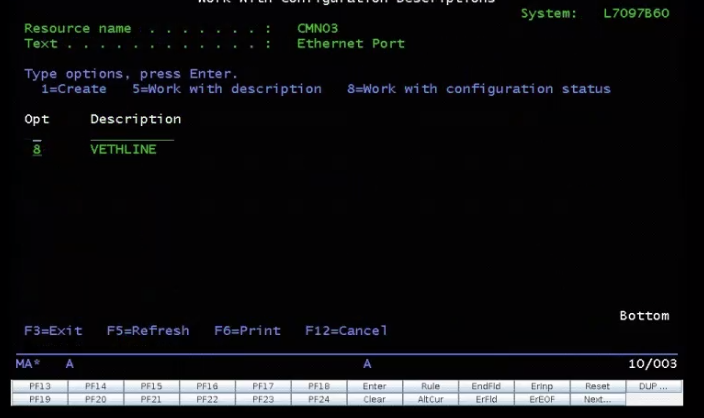 Work with Configuration Descriptions
System: L7097B60
Resource name . . . . . . . : CMN03
Text . . . . . . . . . . . . . : Ethernet Port
Type options, press Enter.
1=Create 5=Work with description 8=Work with configuration status
Opt Description
8 VETHLINE
Bottom
F3=Exit F5=Refresh F6=Print F12=Cancel
MA* A A 10/003
PF13 PF14 PF15 PF16 PF17 PF18 Enter Rule EndFld ErInp Reset DUP ...
PF19 PF20 PF21 PF22 PF23 PF24 Clear AltCur ErFld ErEOF Next...